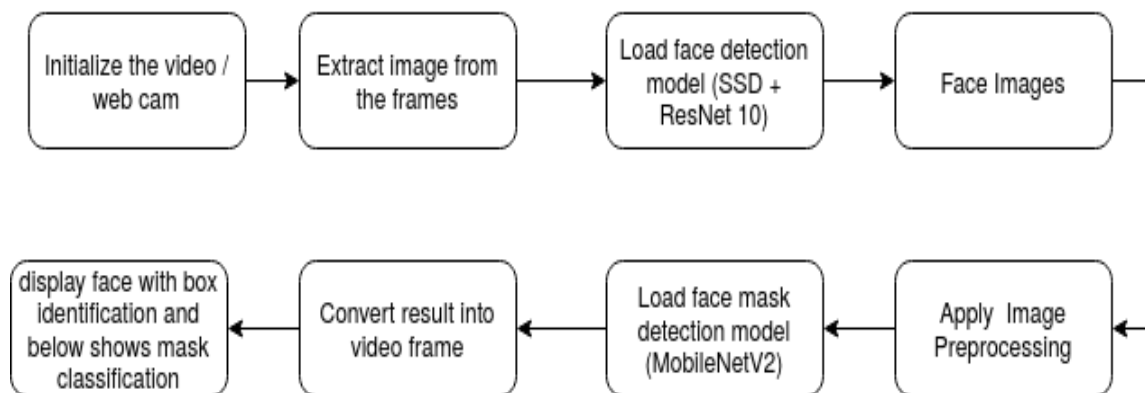 Initialize the video /
web cam
Extract image from
the frames
Load face detection
model (SSD +
ResNet 10)
Face Images
Apply Image
Preprocessing
Load face mask
detection model
(MobileNetV2)
Convert result into
video frame
display face with box
identification and
below shows mask
classification